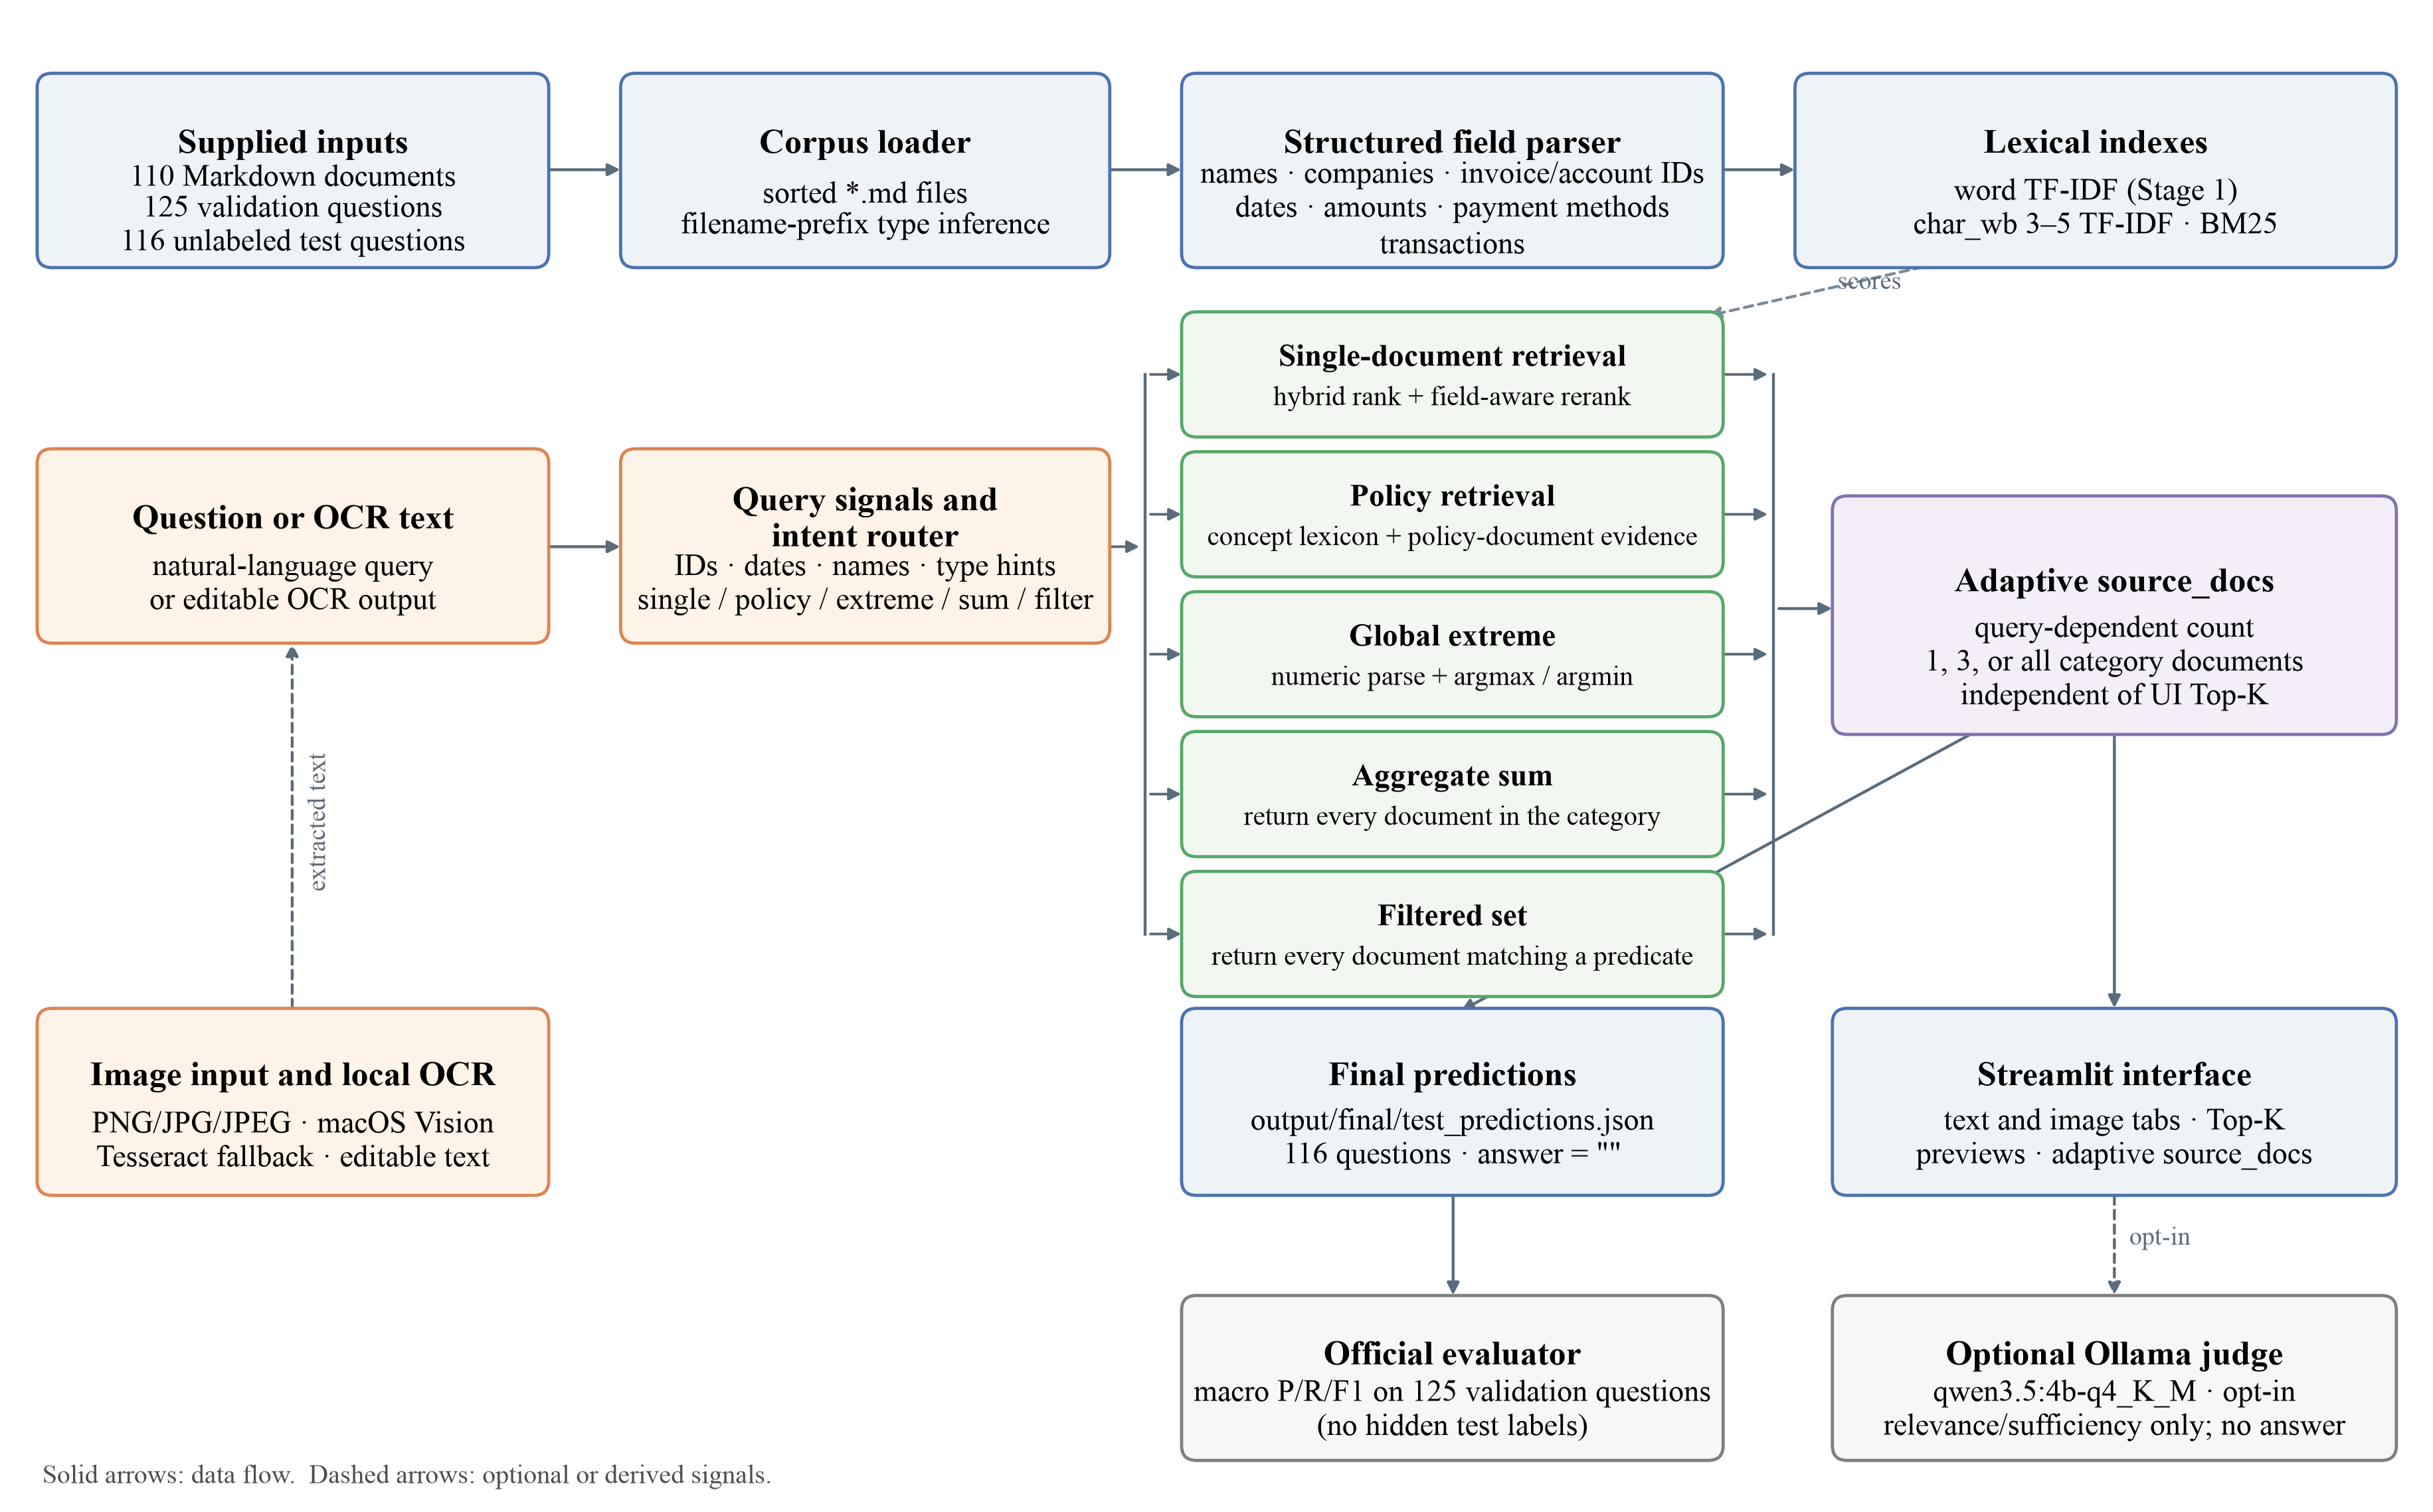 Supplied inputs
110 Markdown documents
125 validation questions
116 unlabeled test questions
Corpus loader
sorted *.md files
filename-prefix type inference
Structured field parser
names · companies · invoice/account IDs
dates · amounts · payment methods
transactions
Lexical indexes
word TF-IDF (Stage 1)
char_wb 3–5 TF-IDF · BM25
scores
Question or OCR text
natural-language query
or editable OCR output
Query signals and
intent router
IDs · dates · names · type hints
single / policy / extreme / sum / filter
Single-document retrieval
hybrid rank + field-aware rerank
Policy retrieval
concept lexicon + policy-document evidence
Global extreme
numeric parse + argmax / argmin
Aggregate sum
return every document in the category
Filtered set
return every document matching a predicate
Adaptive source_docs
query-dependent count
1, 3, or all category documents
independent of UI Top-K
extracted text
Image input and local OCR
PNG/JPG/JPEG · macOS Vision
Tesseract fallback · editable text
Final predictions
output/final/test_predictions.json
116 questions · answer = ""
Streamlit interface
text and image tabs · Top-K
previews · adaptive source_docs
opt-in
Official evaluator
macro P/R/F1 on 125 validation questions
(no hidden test labels)
Optional Ollama judge
qwen3.5:4b-q4_K_M · opt-in
relevance/sufficiency only; no answer
Solid arrows: data flow.  Dashed arrows: optional or derived signals.